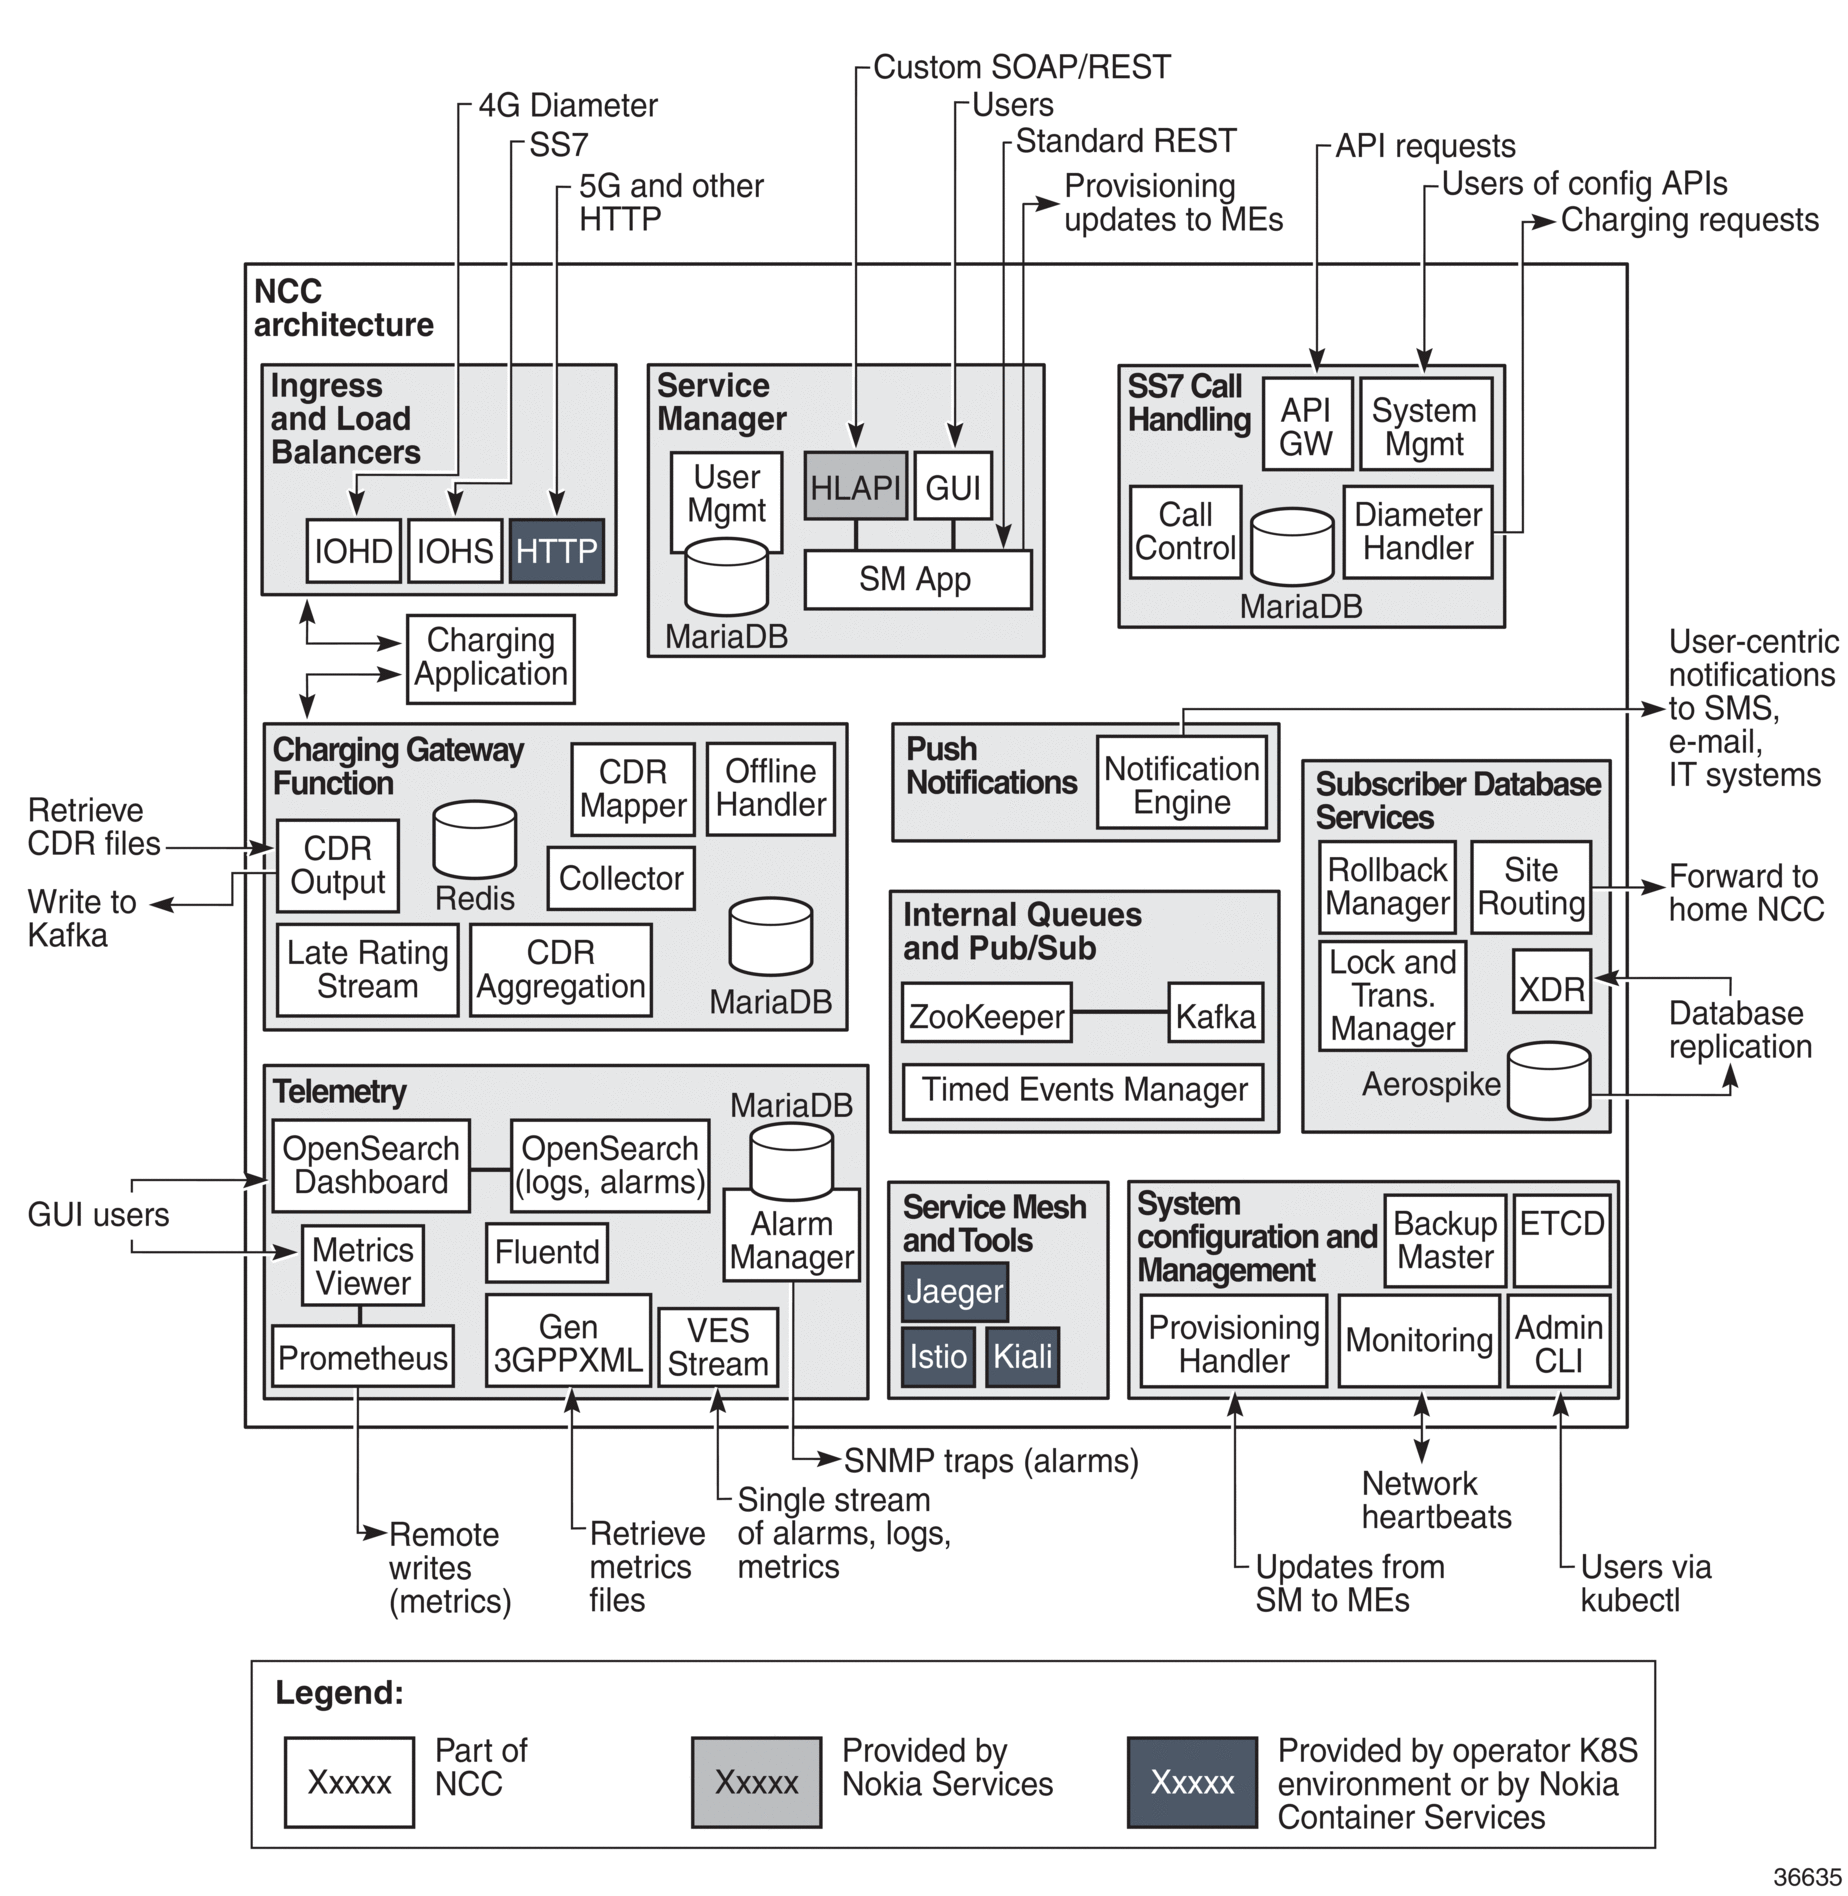 Custom SOAP/REST
4G Diameter
Users
SS7
Standard REST
API requests
5G and other
HTTP
Provisioning
updates to MEs
Users of config APIs
Charging requests
NCC
architecture
Ingress
and Load
Balancers
IOHD
IOHS
HTTP
Service
Manager
User
Mgmt
HLAPI
GUI
SM App
MariaDB
SS7 Call
Handling
API
GW
System
Mgmt
Call
Control
Diameter
Handler
MariaDB
Charging
Application
User-centric
notifications
to SMS,
e-mail,
IT systems
Charging Gateway
Function
CDR
Mapper
Offline
Handler
Retrieve
CDR files
CDR
Output
Redis
Collector
Write to
Kafka
Late Rating
Stream
CDR
Aggregation
MariaDB
Push
Notifications
Notification
Engine
Subscriber Database
Services
Rollback
Manager
Site
Routing
Forward to
home NCC
Lock and
Trans.
Manager
XDR
Database
replication
Aerospike
Internal Queues
and Pub/Sub
ZooKeeper
Kafka
Timed Events Manager
Telemetry
MariaDB
OpenSearch
Dashboard
OpenSearch
(logs, alarms)
GUI users
Alarm
Manager
Metrics
Viewer
Fluentd
Prometheus
Gen
3GPPXML
VES
Stream
Service Mesh
and Tools
Jaeger
Istio
Kiali
System
configuration and
Management
Backup
Master
ETCD
Provisioning
Handler
Monitoring
Admin
CLI
SNMP traps (alarms)
Single stream
of alarms, logs,
metrics
Remote
writes
(metrics)
Retrieve
metrics
files
Network
heartbeats
Updates from
SM to MEs
Users via
kubectl
Legend:
Xxxxx
Part of
NCC
Xxxxx
Provided by
Nokia Services
Xxxxx
Provided by operator K8S
environment or by Nokia
Container Services
36635